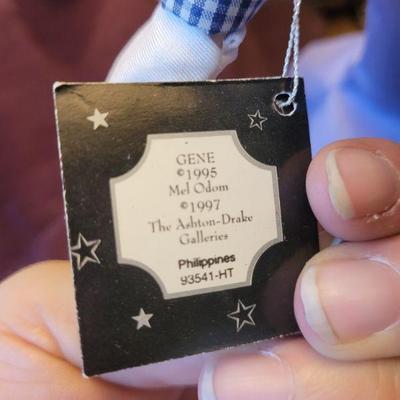 GENE
©1995
Mel Odom
©1997
The Ashton-Drake
Galleries
Philippines
93541-HT